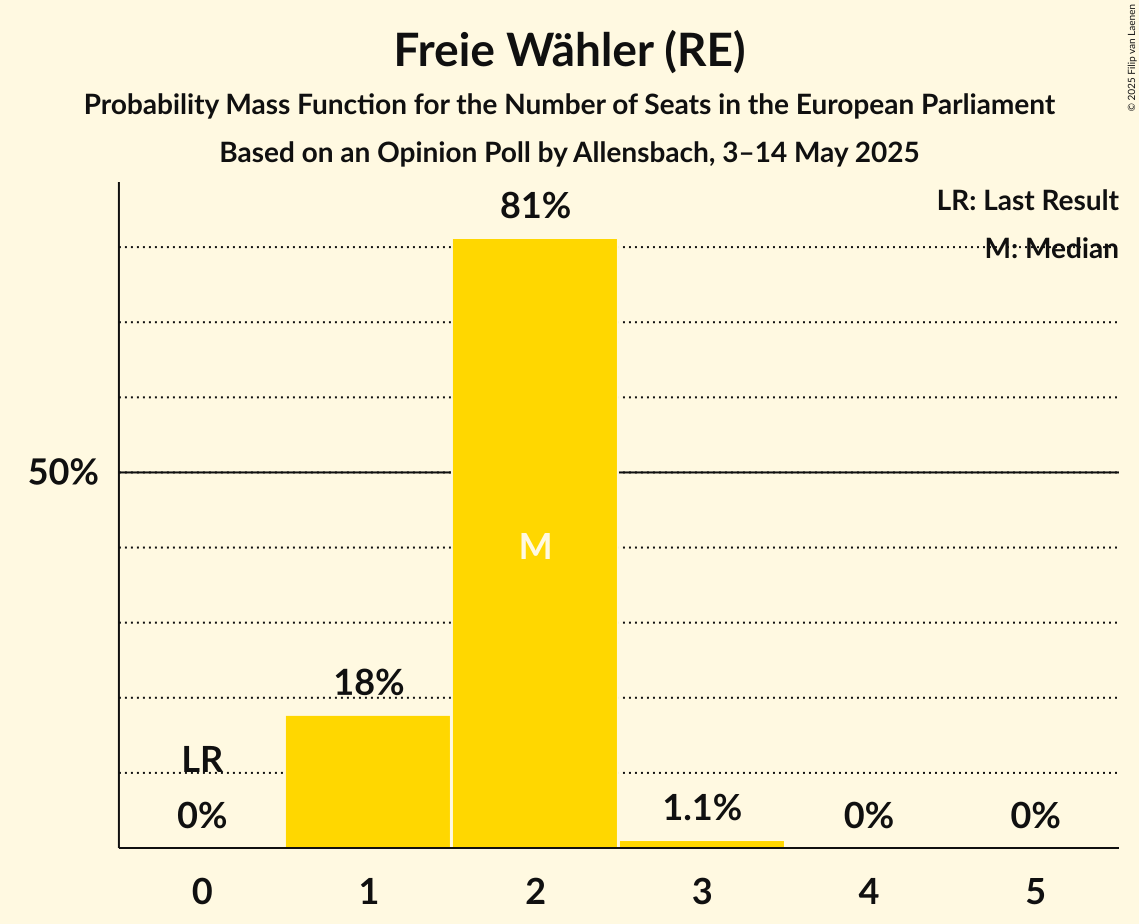 Freie Wähler (RE)
Probability Mass Function for the Number of Seats in the European Parliament
Based on an Opinion Poll by Allensbach, 3–14 May 2025
© 2025 Filip van Laenen
LR: Last Result
M: Median
81%
50%
M
18%
LR
0%
1.1%
0%
0%
0
1
2
3
4
5